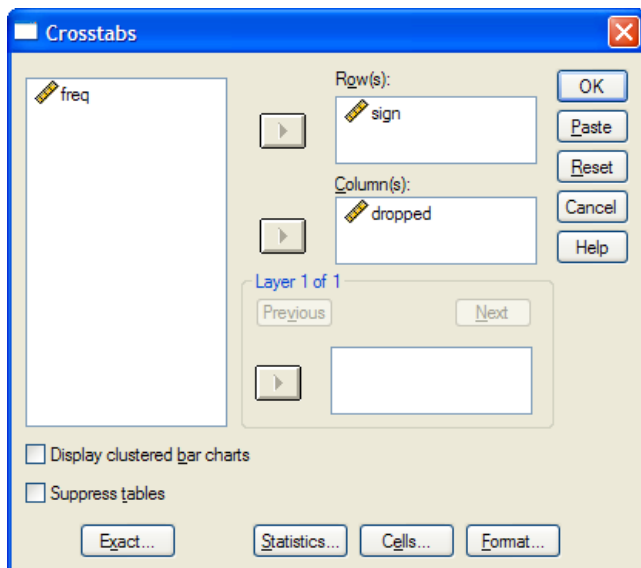 Crosstabs
freq
Row(s):
sign
Column(s):
dropped
Layer 1 of 1
Previous
Next
OK
Paste
Reset
Cancel
Help
Display clustered bar charts
Suppress tables
Exact...
Statistics...
Cells...
Format...